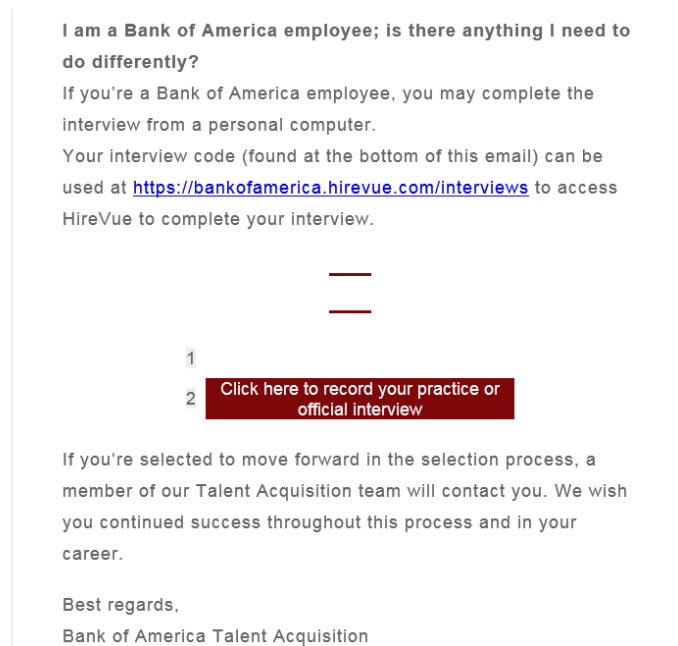 I am a Bank of America employee; is there anything I need to
do differently?
If you're a Bank of America employee, you may complete the
interview from a personal computer.
Your interview code (found at the bottom of this email) can be
used at https://bankofamerica.hirevue.com/interviews to access
HireVue to complete your interview.
1
2 Click here to record your practice or
official interview
If you're selected to move forward in the selection process, a
member of our Talent Acquisition team will contact you. We wish
you continued success throughout this process and in your
career.
Best regards,
Bank of America Talent Acquisition